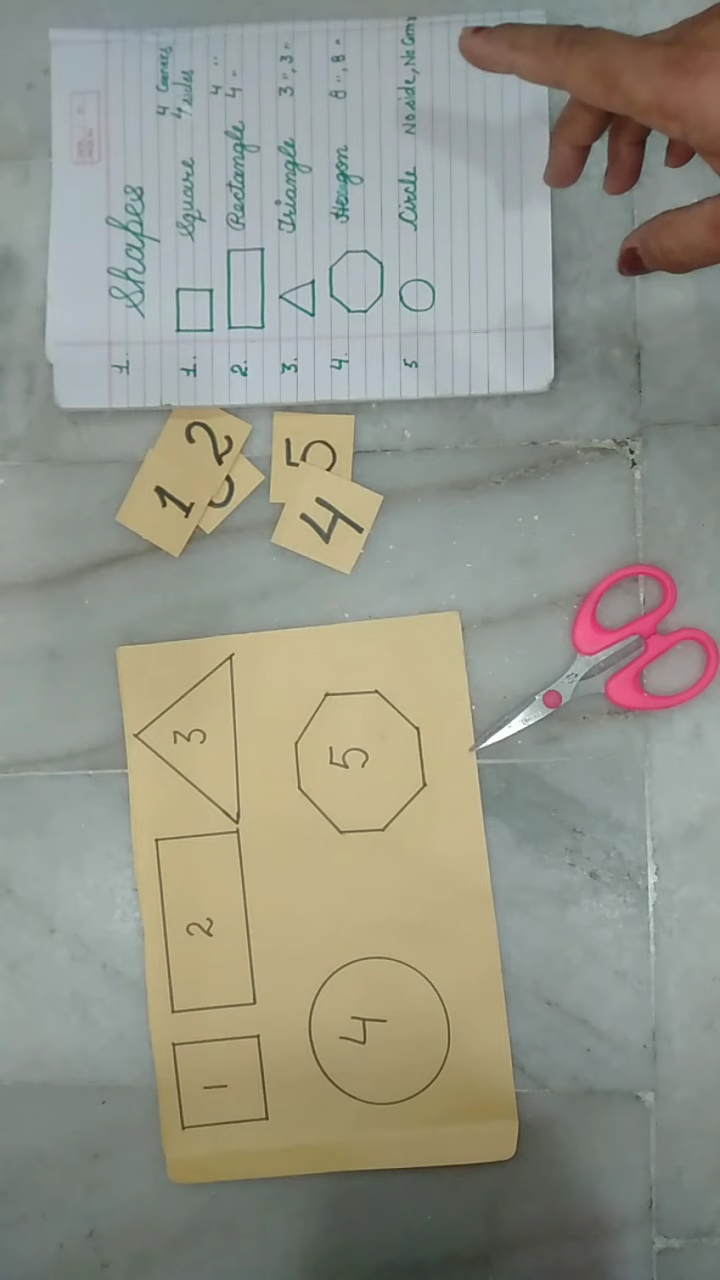 1. Shapes
1. Square 4 Corners
4 sides
2. Rectangle 4 "
4 "
3. Triangle 3 ", 3 "
4. Hexagon 8 ", 8 "
5 Circle No side, No Corn
1
2
5
4
1
2
3
4
5